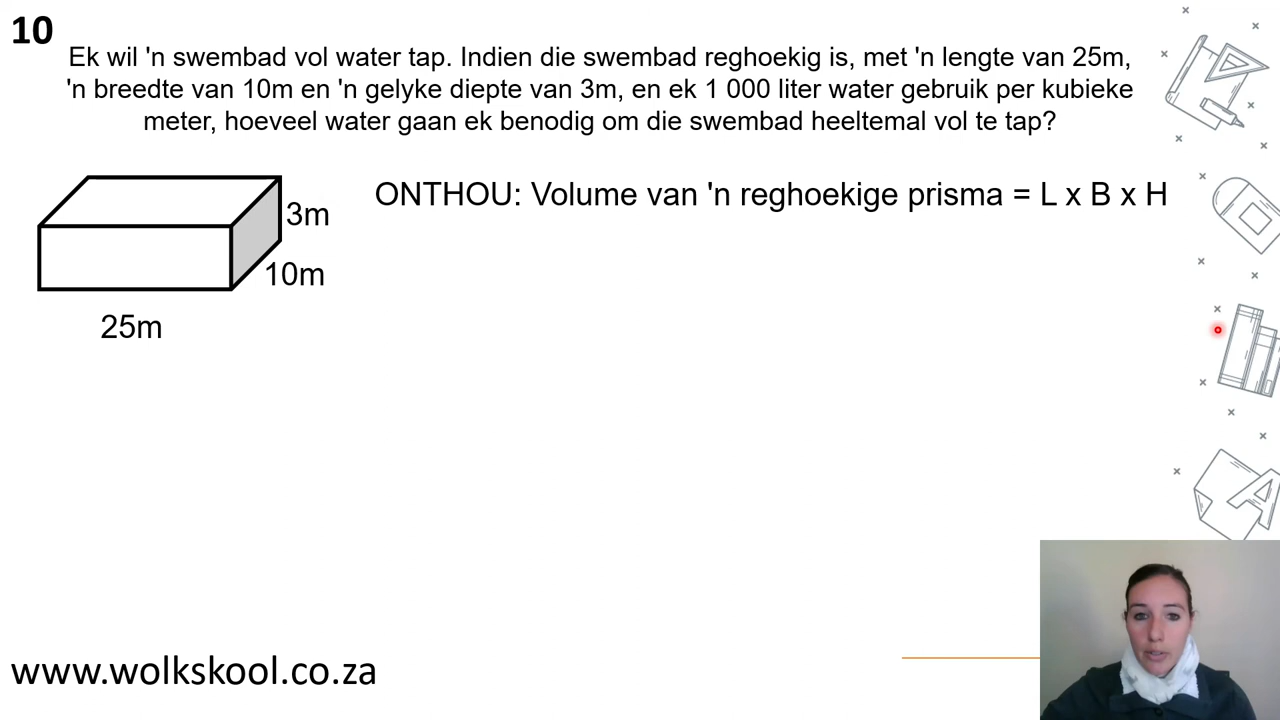 10
Ek wil 'n swembad vol water tap. Indien die swembad reghoekig is, met 'n lengte van 25m,
'n breedte van 10m en 'n gelyke diepte van 3m, en ek 1 000 liter water gebruik per kubieke
meter, hoeveel water gaan ek benodig om die swembad heeltemal vol te tap?
ONTHOU: Volume van 'n reghoekige prisma = L x B x H
3m
10m
25m
www.wolkskool.co.za